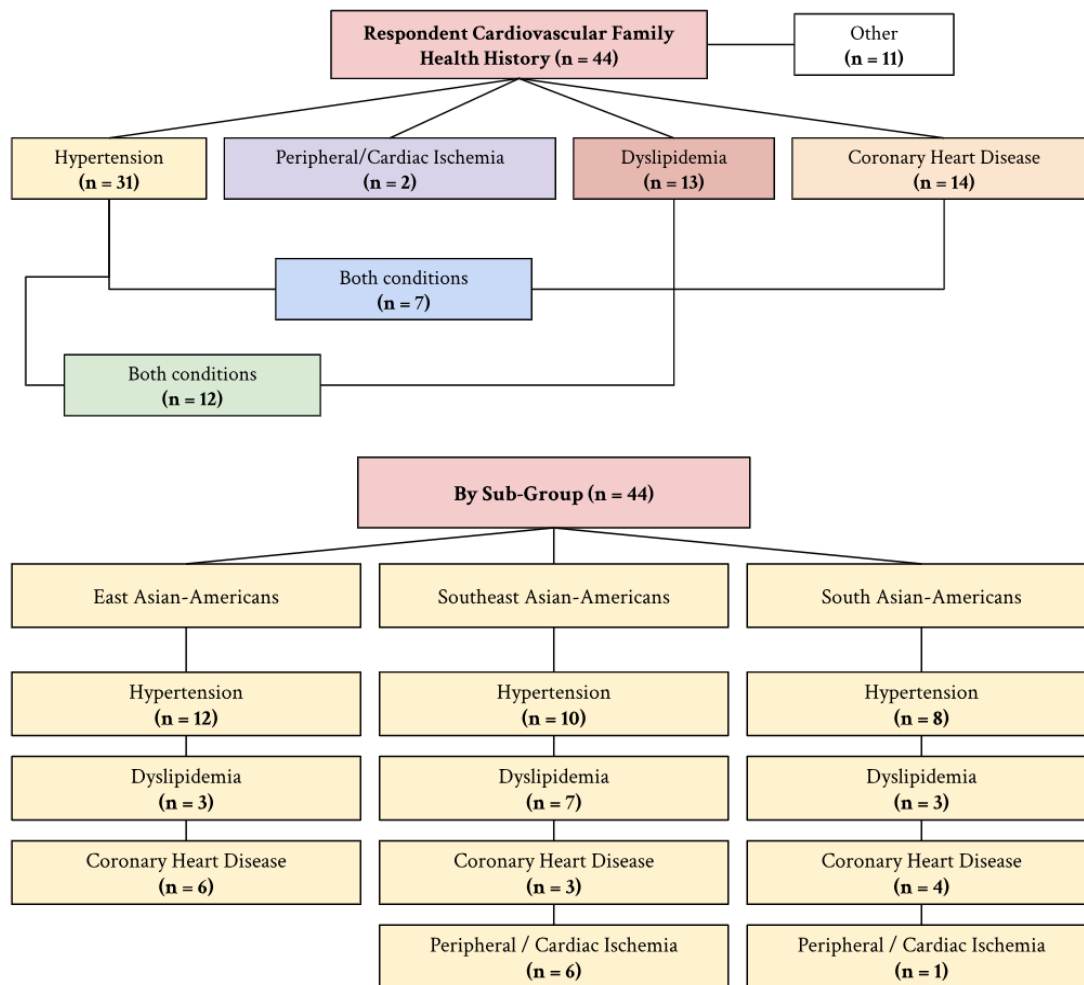 Respondent Cardiovascular Family
Health History (n = 44)
Other
(n = 11)
Hypertension
(n = 31)
Peripheral/Cardiac Ischemia
(n = 2)
Dyslipidemia
(n = 13)
Coronary Heart Disease
(n = 14)
Both conditions
(n = 7)
Both conditions
(n = 12)
By Sub-Group (n = 44)
East Asian-Americans
Southeast Asian-Americans
South Asian-Americans
Hypertension
(n = 12)
Hypertension
(n = 10)
Hypertension
(n = 8)
Dyslipidemia
(n = 3)
Dyslipidemia
(n = 7)
Dyslipidemia
(n = 3)
Coronary Heart Disease
(n = 6)
Coronary Heart Disease
(n = 3)
Coronary Heart Disease
(n = 4)
Peripheral / Cardiac Ischemia
(n = 6)
Peripheral / Cardiac Ischemia
(n = 1)